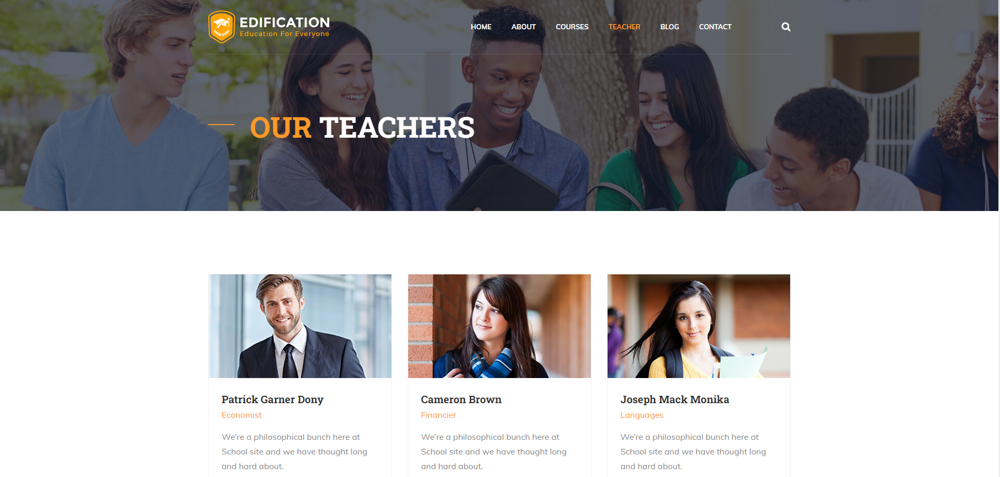 EDIFICATION
Education For Everyone
HOME ABOUT COURSES TEACHER BLOG CONTACT
OUR TEACHERS
Patrick Garner Dony
Economist
We’re a philosophical bunch here at
School site and we have thought long
and hard about.
Cameron Brown
Financier
We’re a philosophical bunch here at
School site and we have thought long
and hard about.
Joseph Mack Monika
Languages
We’re a philosophical bunch here at
School site and we have thought long
and hard about.